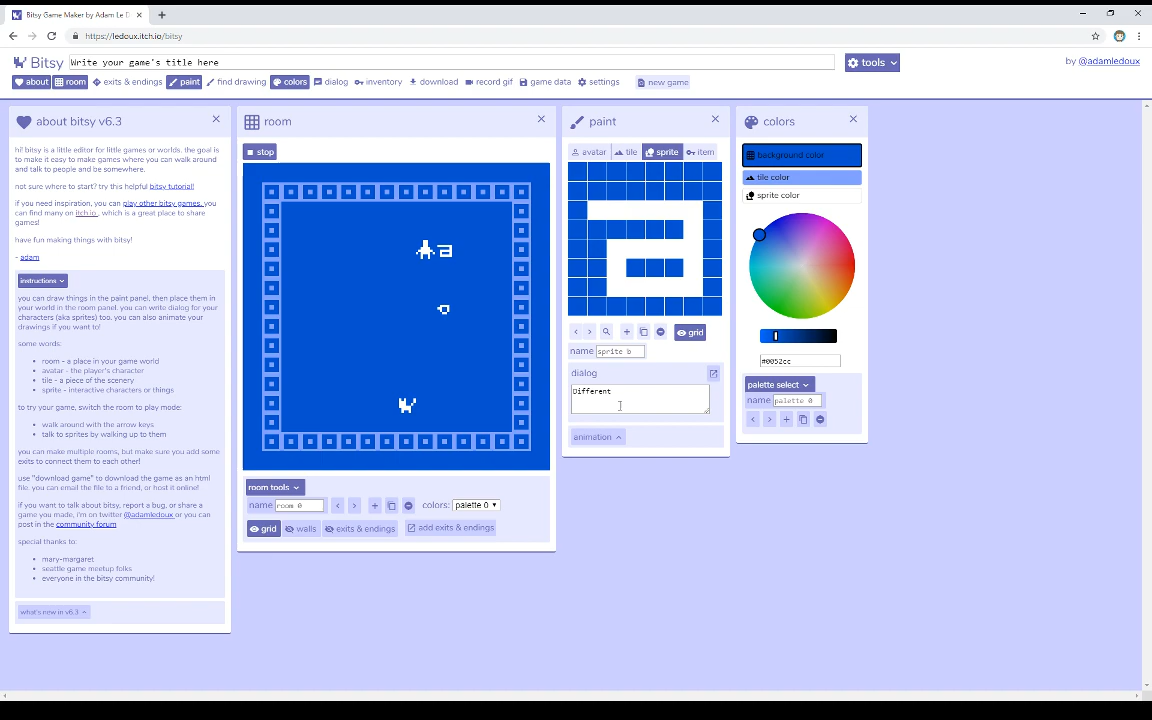 Bitsy Game Maker by Adam Le D
https://ledoux.itch.io/bitsy
Bitsy
Write your game's title here
tools
by @adamledoux
about
room
exits & endings
paint
find drawing
colors
dialog
inventory
download
record gif
game data
settings
new game
about bitsy v6.3
hi! bitsy is a little editor for little games or worlds. the goal
is to make it easy to make games where you can walk around
and talk to people and be somewhere.
not sure where to start? try this helpful bitsy tutorial!
if you need inspiration, you can play other bitsy games. you
can find many on itch.io , which is a great place to share
games!
have fun making things with bitsy!
- adam
instructions
you can draw things in the paint panel, then place them in
your world in the room panel. you can write dialog for your
characters (aka sprites) too. you can also animate your
drawings if you want to!
some words:
room - a place in your game world
avatar - the player's character
tile - a piece of the scenery
sprite - interactive characters or things
to try your game, switch the room to play mode:
walk around with the arrow keys
talk to sprites by walking up to them
you can make multiple rooms, but make sure you add some
exits to connect them to each other!
use "download game" to download the game as an html
file. you can email the file to a friend, or host it online!
if you want to talk about bitsy, report a bug, or share a
game you made, i'm on twitter @adamledoux or you can
post in the community forum
special thanks to:
mary-margaret
seattle game meetup folks
everyone in the bitsy community!
what's new in v6.3
room
stop
a
room tools
name room 0
colors: palette 0
grid
walls
exits & endings
add exits & endings
paint
avatar
tile
sprite
item
a
grid
name sprite b
dialog
Different
animation
colors
background color
tile color
sprite color
#0052cc
palette select
name palette 0